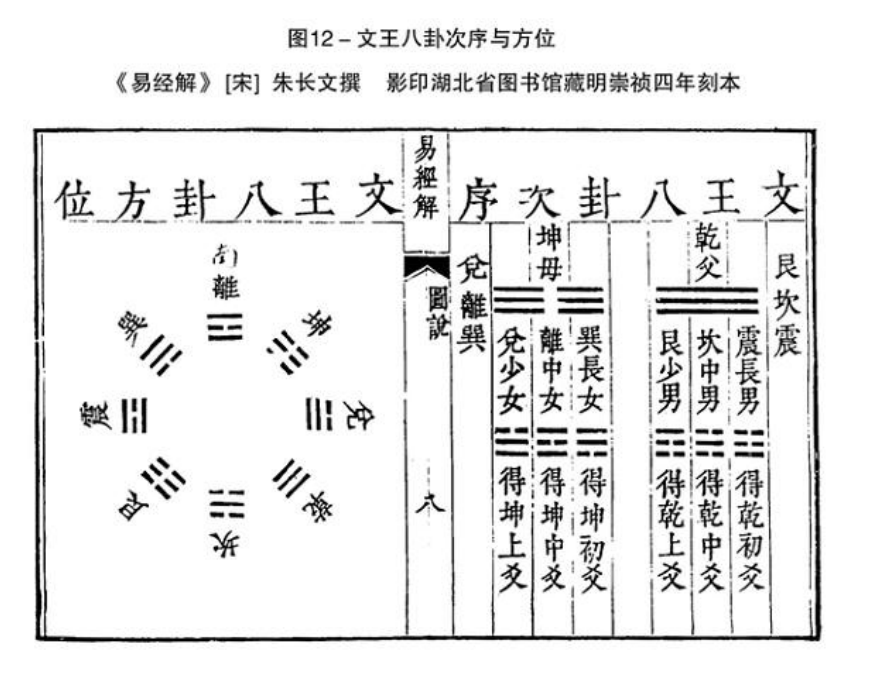 图12 – 文王八卦次序与方位
《易经解》 [宋] 朱长文撰 影印湖北省图书馆藏明崇祯四年刻本
文王八卦次序
艮坎震
乾父
震長男
得乾初爻
坎中男
得乾中爻
艮少男
得乾上爻
坤母
巽長女
得坤初爻
離中女
得坤中爻
兌少女
得坤上爻
兌離巽
易經解
圖說
八
文王八卦方位
南
離
坤
兌
乾
坎
艮
震
巽